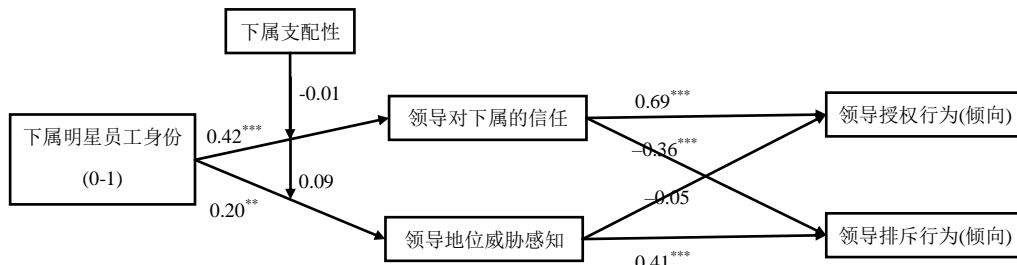 下属支配性
-0.01
领导对下属的信任
0.69***
领导授权行为(倾向)
下属明星员工身份
(0-1)
0.42***
–0.36***
0.09
–0.05
0.20**
领导地位威胁感知
领导排斥行为(倾向)
0.41***